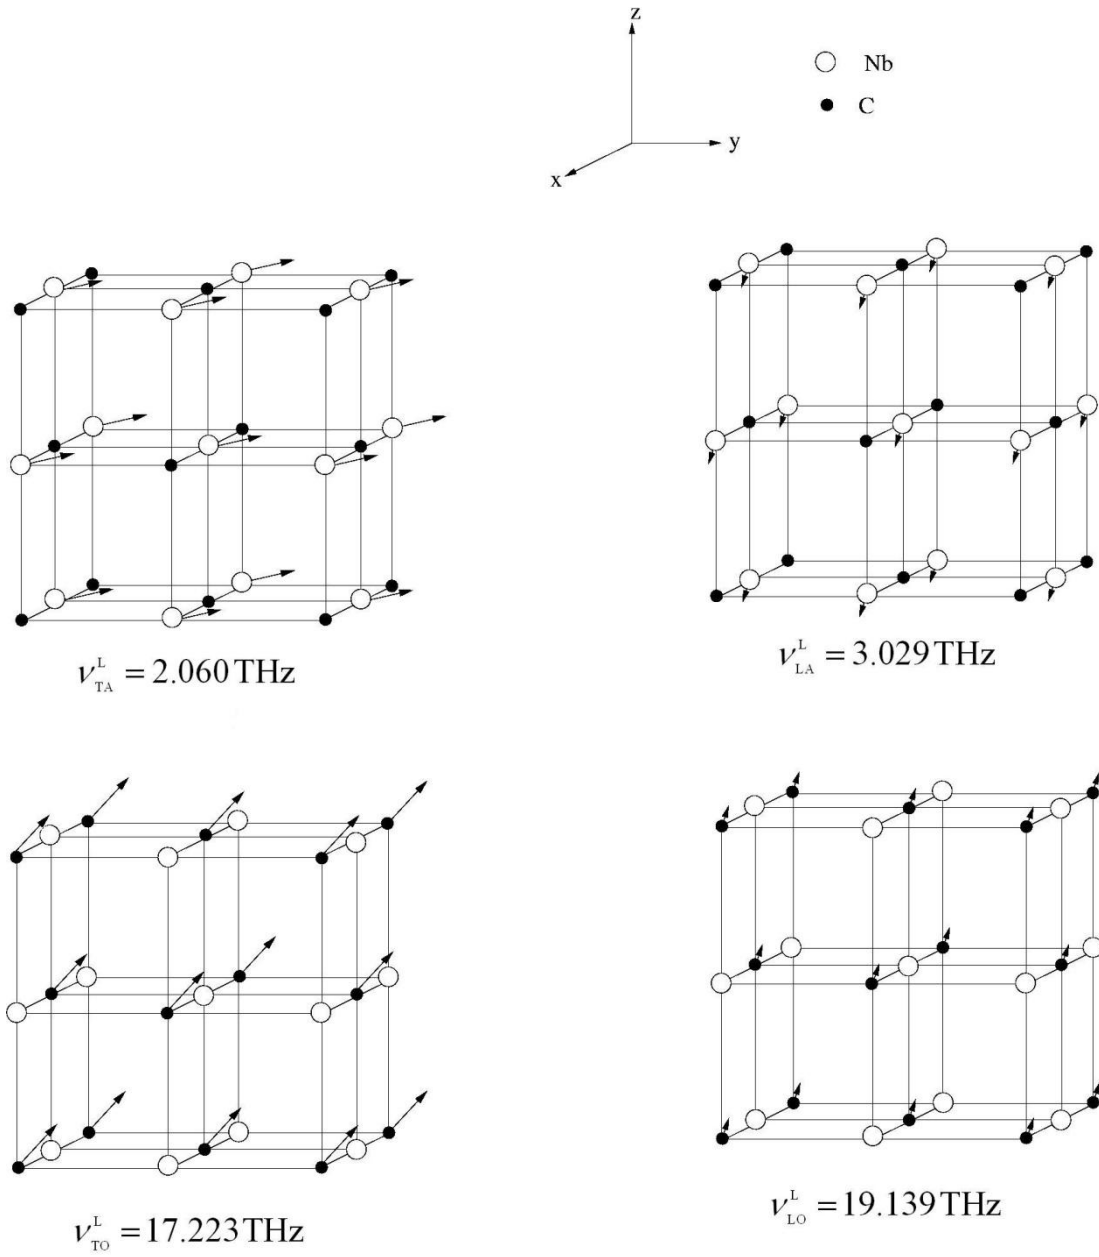 z
Nb
C
y
x
ν^L_TA = 2.060 THz
ν^L_LA = 3.029 THz
ν^L_TO = 17.223 THz
ν^L_LO = 19.139 THz